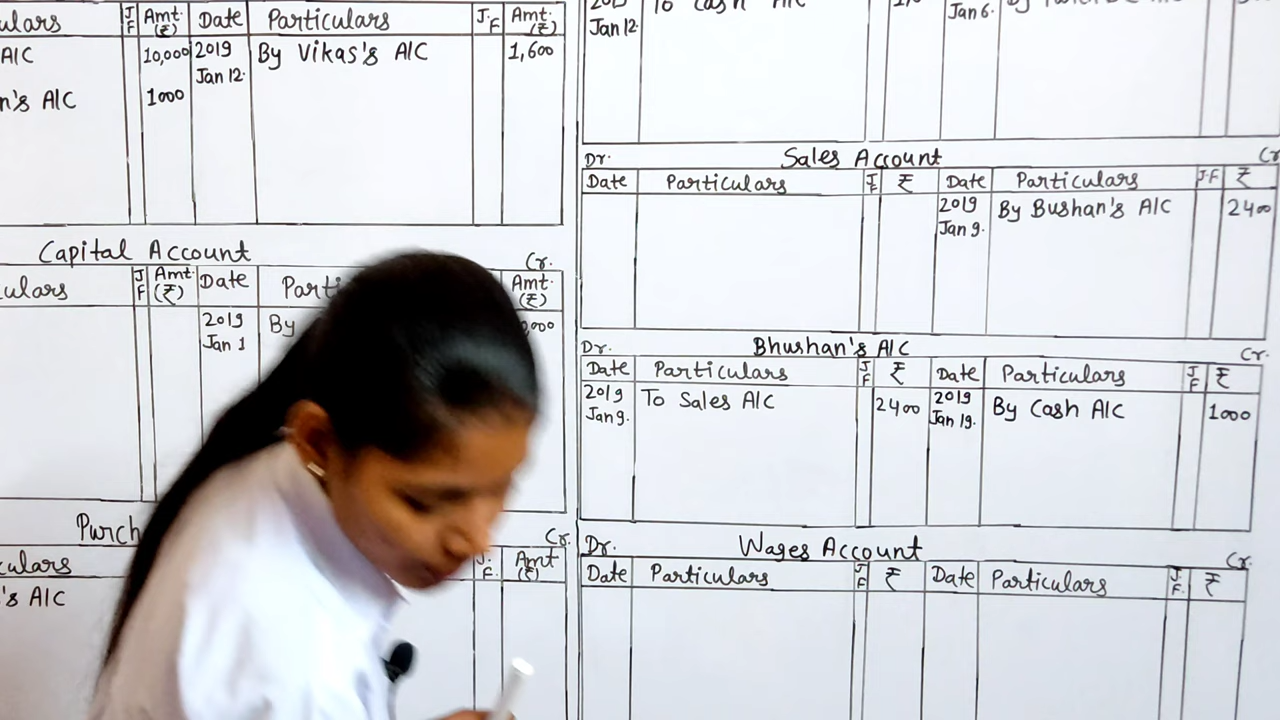 ulars J F Amt. (₹) Date Particulars J.F Amt. (₹)
A/C 10,000 2019 Jan 12. By Vikas's A/C 1,600
n's A/C 1000
Capital Account Cr.
ulars J F Amt. (₹) Date Parti Amt. (₹)
2019 Jan 1 By ,000
Purch Cr.
culars J. F. Amt (₹)
's A/C
To Cash A/C
Jan 12.
Jan 6.
Dr. Sales Account Cr
Date Particulars J F ₹ Date Particulars J.F ₹
2019 Jan 9. By Bushan's A/C 2400
Dr. Bhushan's A/C Cr.
Date Particulars J F ₹ Date Particulars J F ₹
2019 Jan 9. To Sales A/C 2400 2019 Jan 19. By Cash A/C 1000
Dr. Wages Account Cr.
Date Particulars J F ₹ Date Particulars J. F. ₹